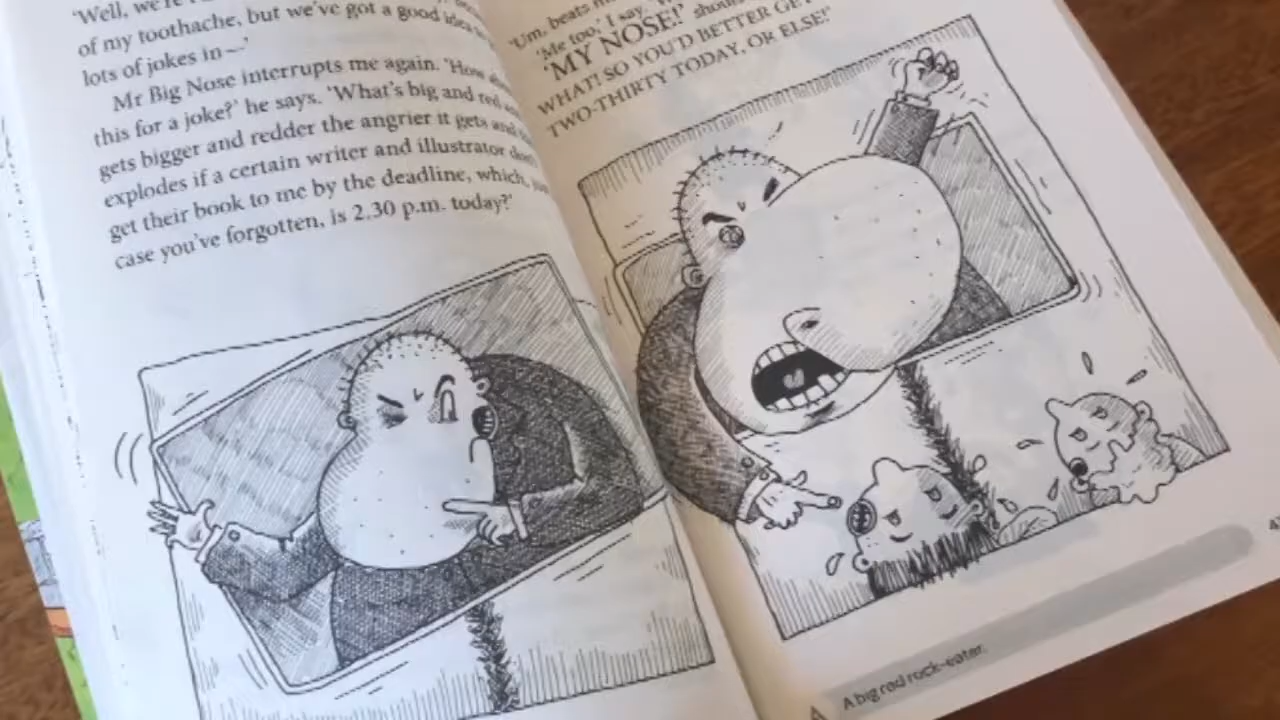 'Well, we're
of my toothache, but we've got a good idea
lots of jokes in —'
Mr Big Nose interrupts me again. 'How
this for a joke?' he says. 'What's big and red
gets bigger and redder the angrier it gets and
explodes if a certain writer and illustrator
get their book to me by the deadline, which,
case you've forgotten, is 2.30 p.m. today?'
'Um, beats
'Me too,' I say.
'MY NOSE!'
WHAT! SO YOU'D BETTER GET
TWO-THIRTY TODAY, OR ELSE!'
A big red rock-eater.